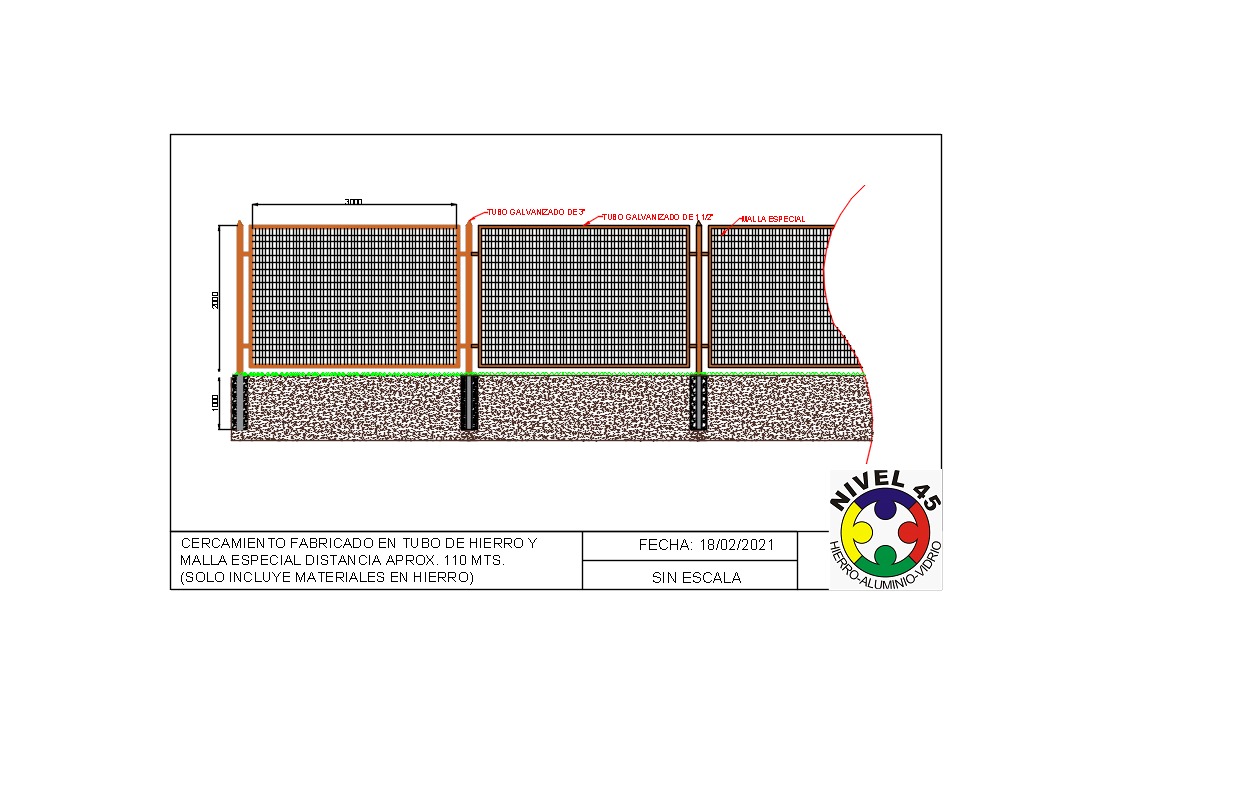 3000
TUBO GALVANIZADO DE 3"
TUBO GALVANIZADO DE 1 1/2"
MALLA ESPECIAL
2000
1000
NIVEL 45
HIERRO-ALUMINIO-VIDRIO
CERCAMIENTO FABRICADO EN TUBO DE HIERRO Y
MALLA ESPECIAL DISTANCIA APROX. 110 MTS.
(SOLO INCLUYE MATERIALES EN HIERRO)
FECHA: 18/02/2021
SIN ESCALA